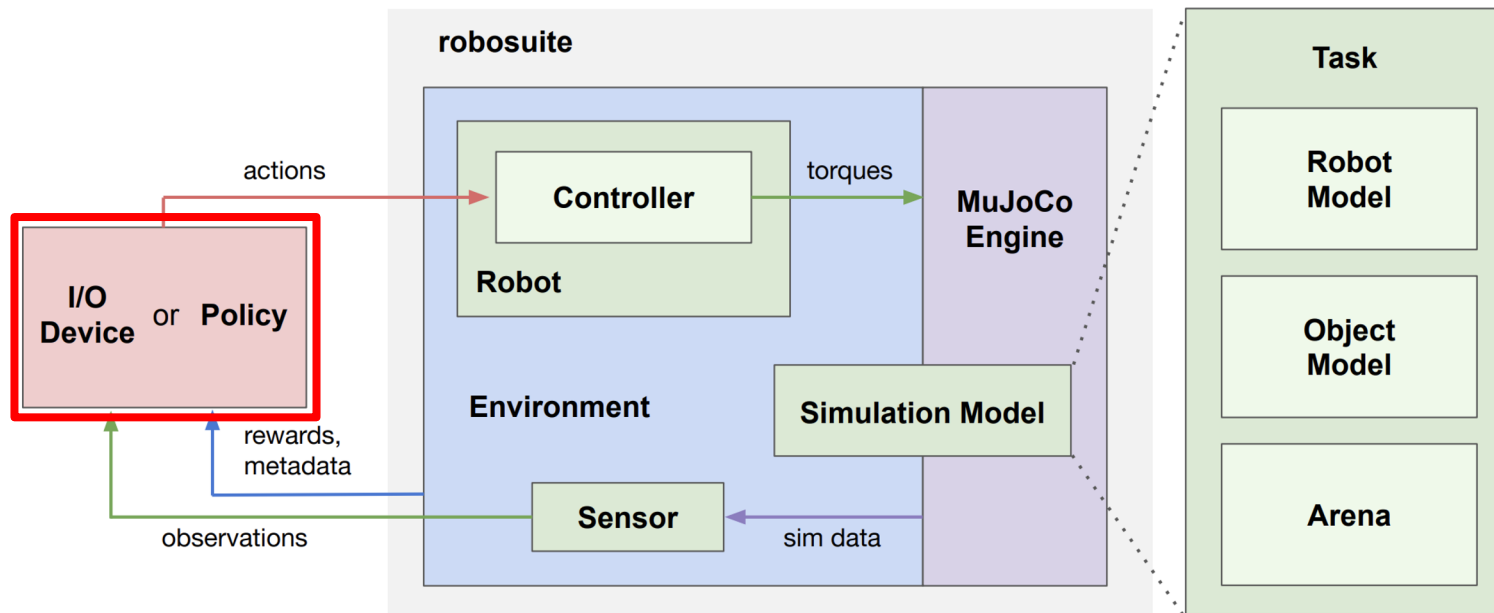 robosuite
Task
actions
Controller
torques
Robot
MuJoCo
Engine
Robot
Model
I/O
Device
or
Policy
Environment
Simulation Model
Object
Model
rewards,
metadata
Sensor
observations
sim data
Arena